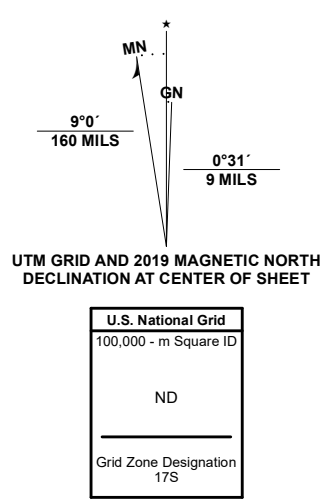 MN
GN
9°0´
160 MILS
0°31´
9 MILS
UTM GRID AND 2019 MAGNETIC NORTH
DECLINATION AT CENTER OF SHEET
U.S. National Grid
100,000 - m Square ID
ND
Grid Zone Designation
17S